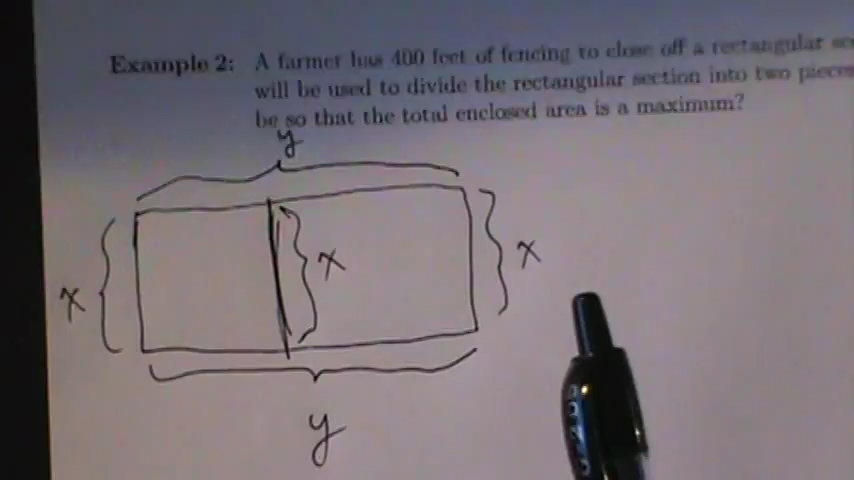 Example 2: A farmer has 400 feet of fencing to close off a rectangular
will be used to divide the rectangular section into two pieces
be so that the total enclosed area is a maximum?
y
x
x
x
y